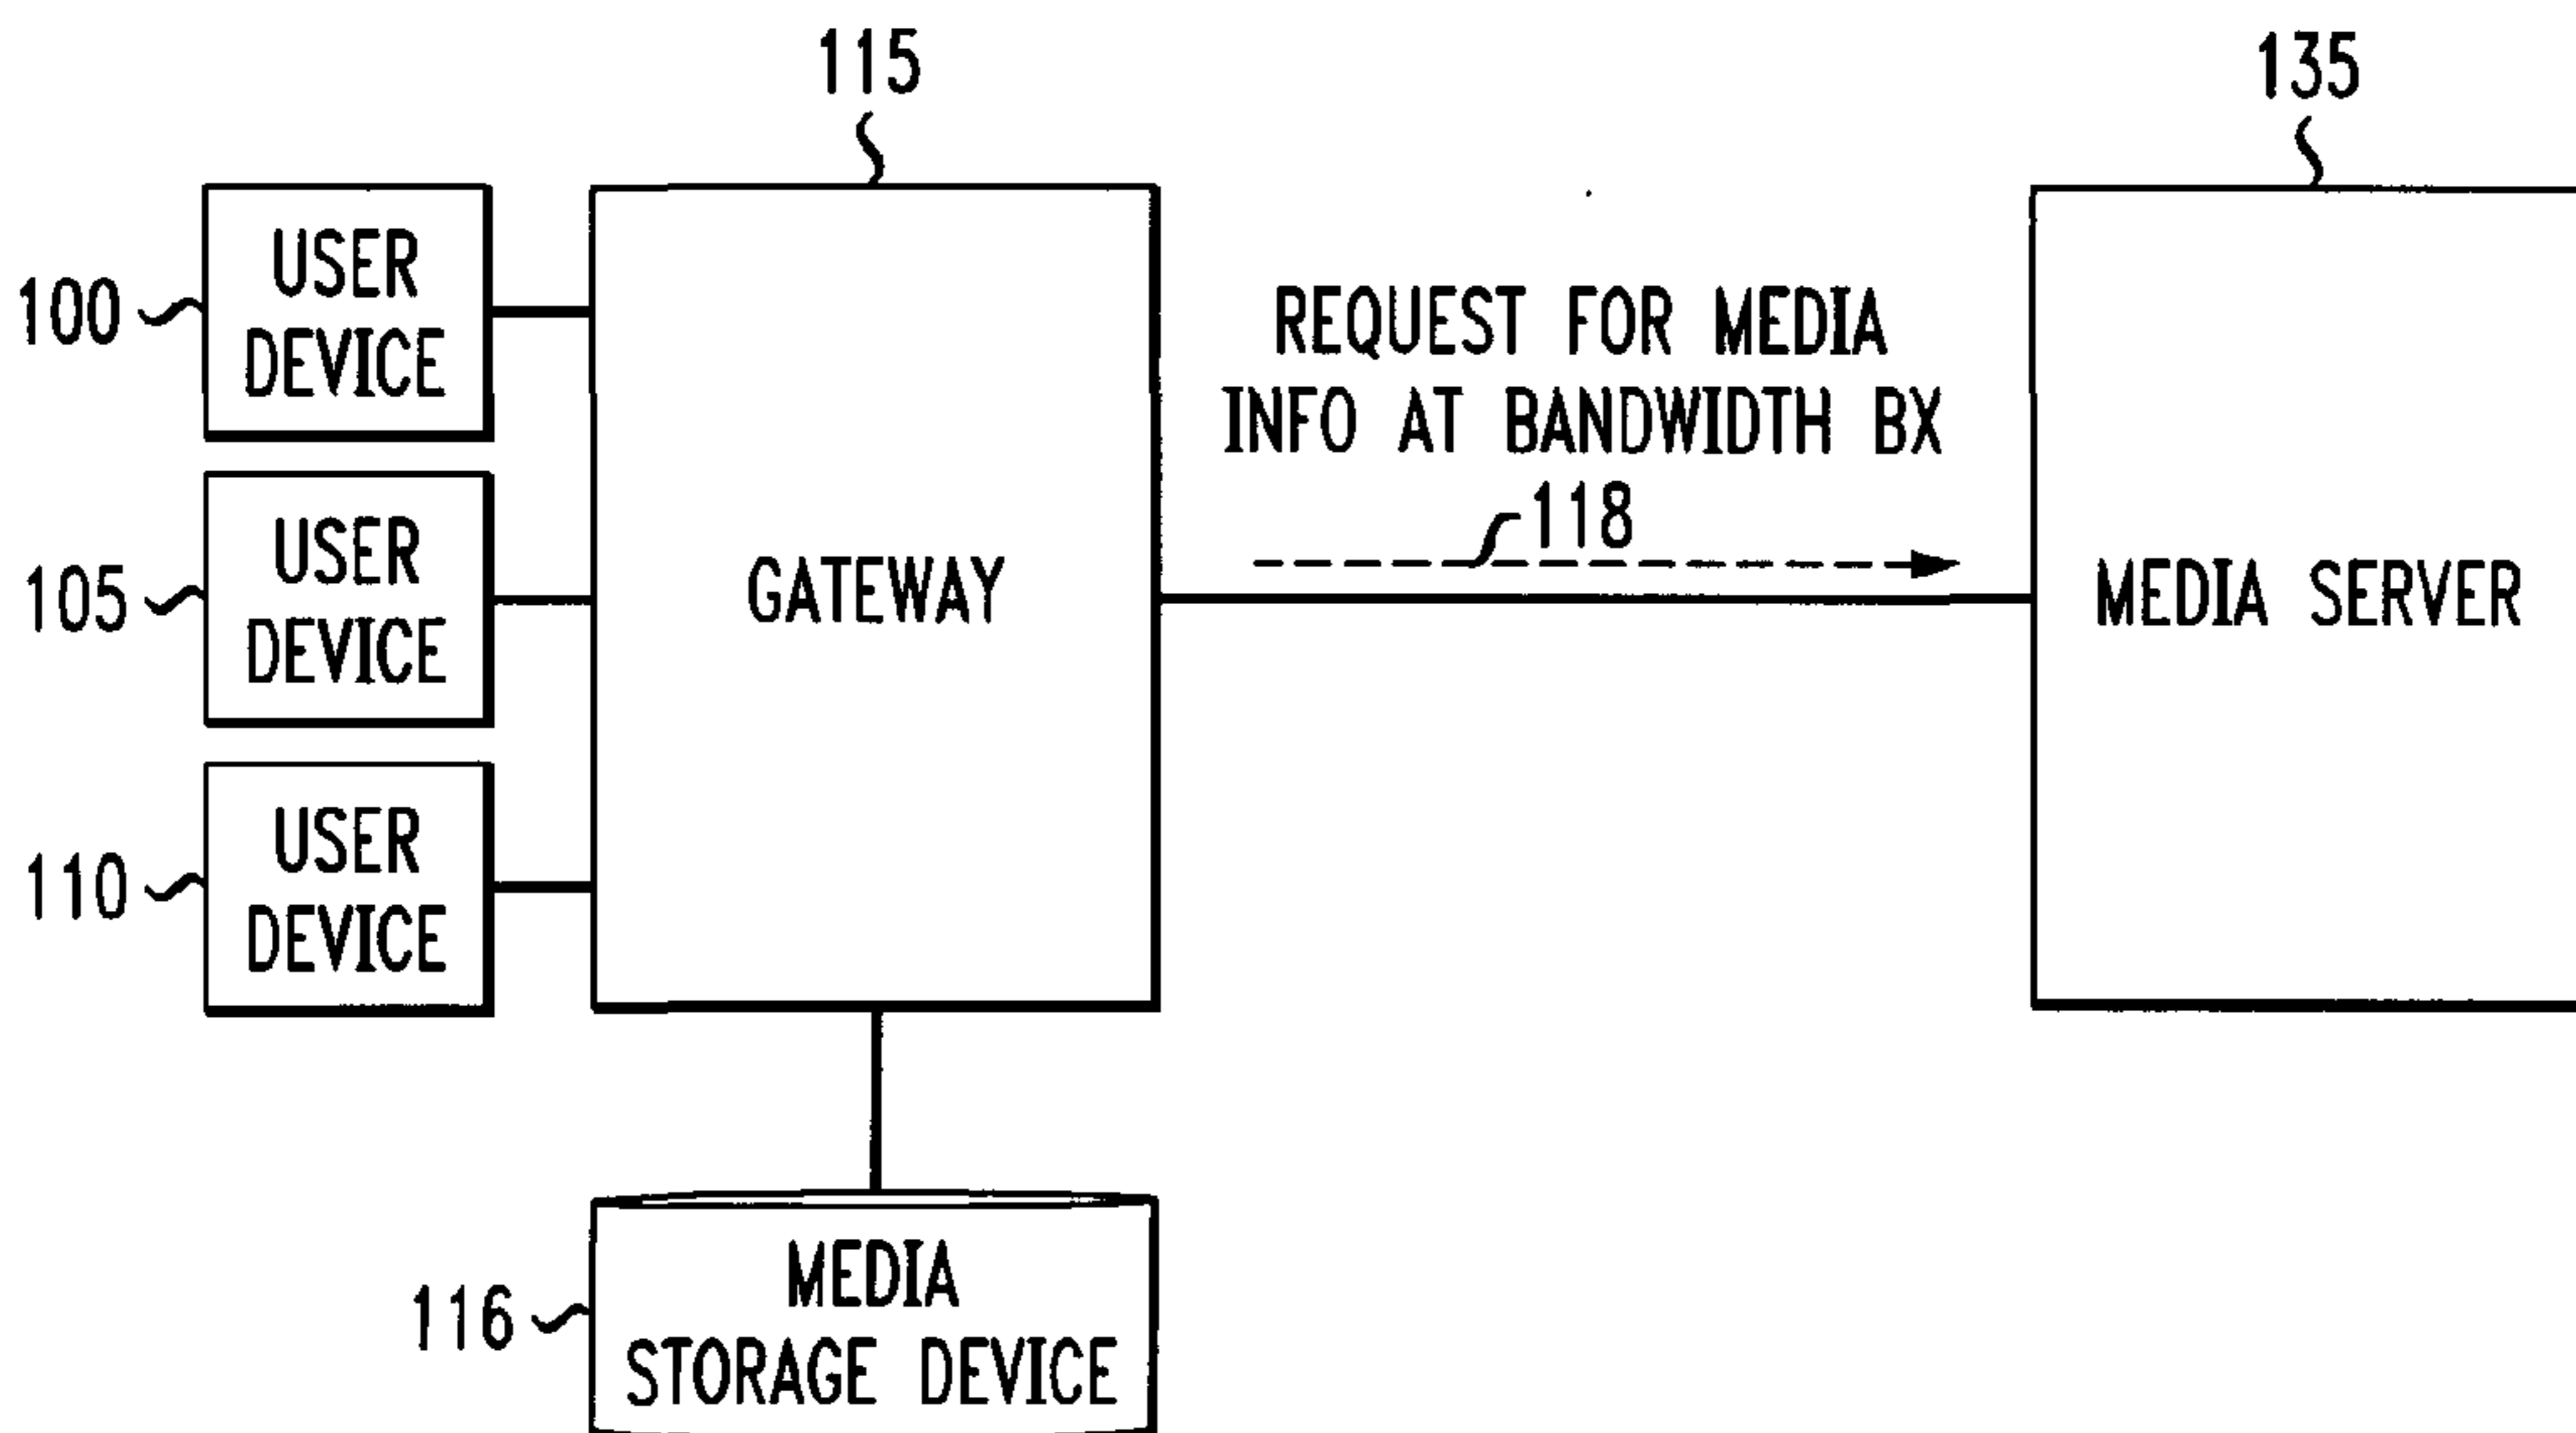 115
135
100
USER
DEVICE
REQUEST FOR MEDIA
INFO AT BANDWIDTH BX
118
105
USER
DEVICE
GATEWAY
MEDIA SERVER
110
USER
DEVICE
116
MEDIA
STORAGE DEVICE